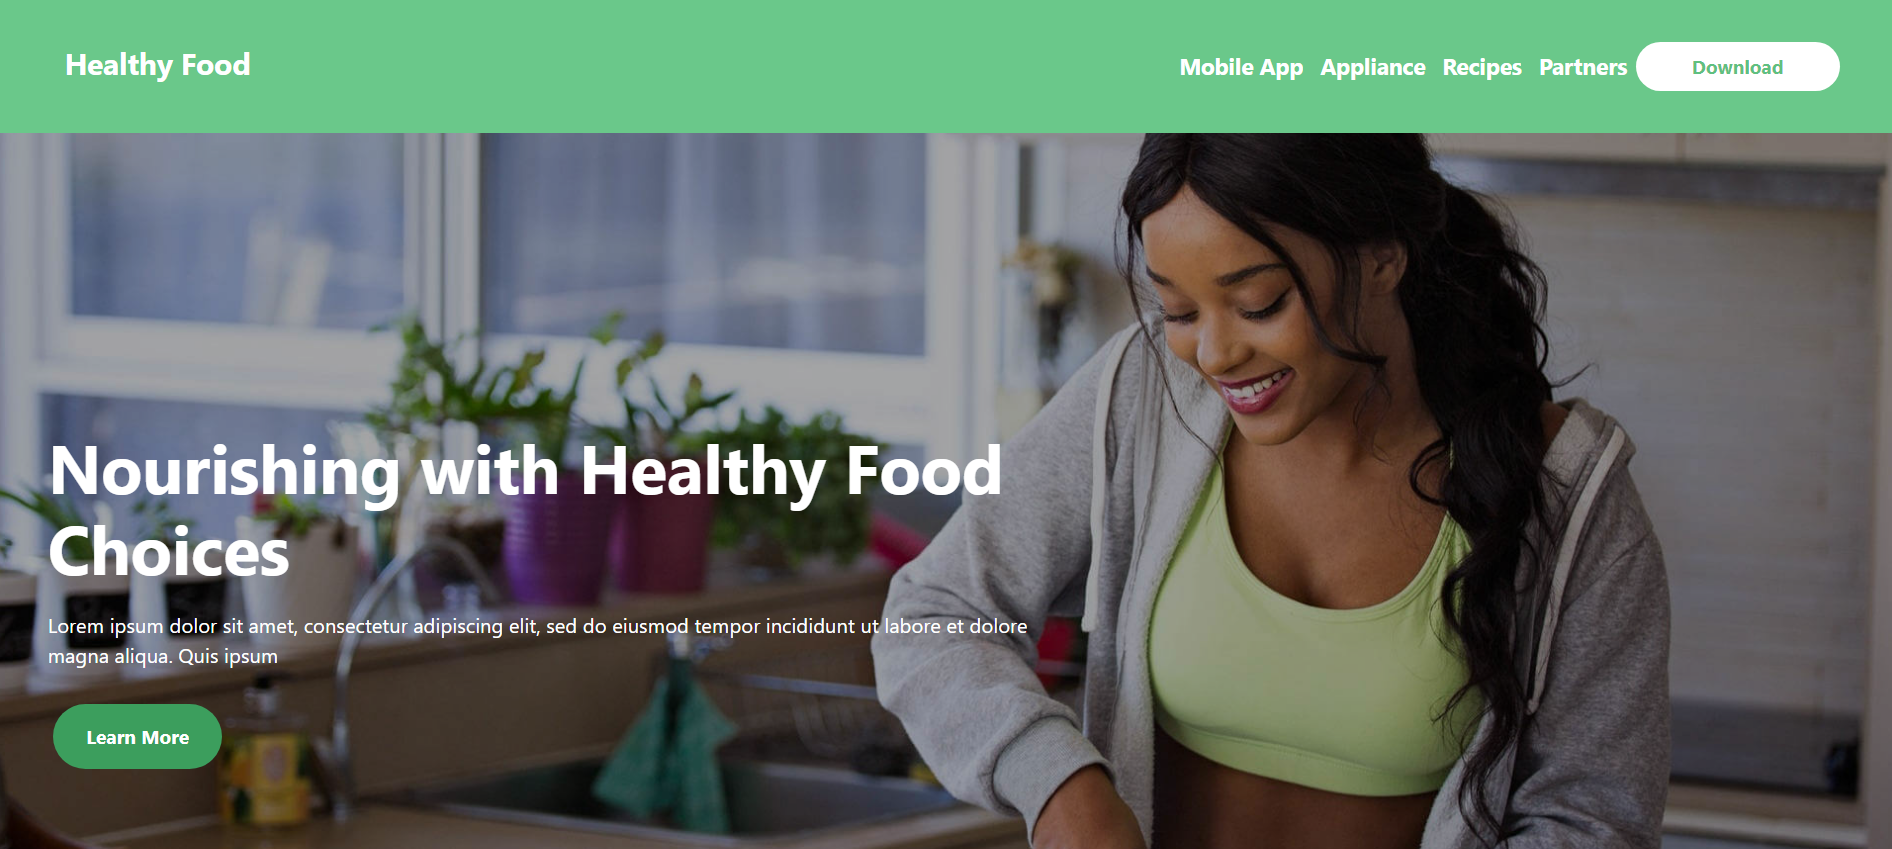 Healthy Food
Mobile App Appliance Recipes Partners Download
Nourishing with Healthy Food
Choices
Lorem ipsum dolor sit amet, consectetur adipiscing elit, sed do eiusmod tempor incididunt ut labore et dolore
magna aliqua. Quis ipsum
Learn More